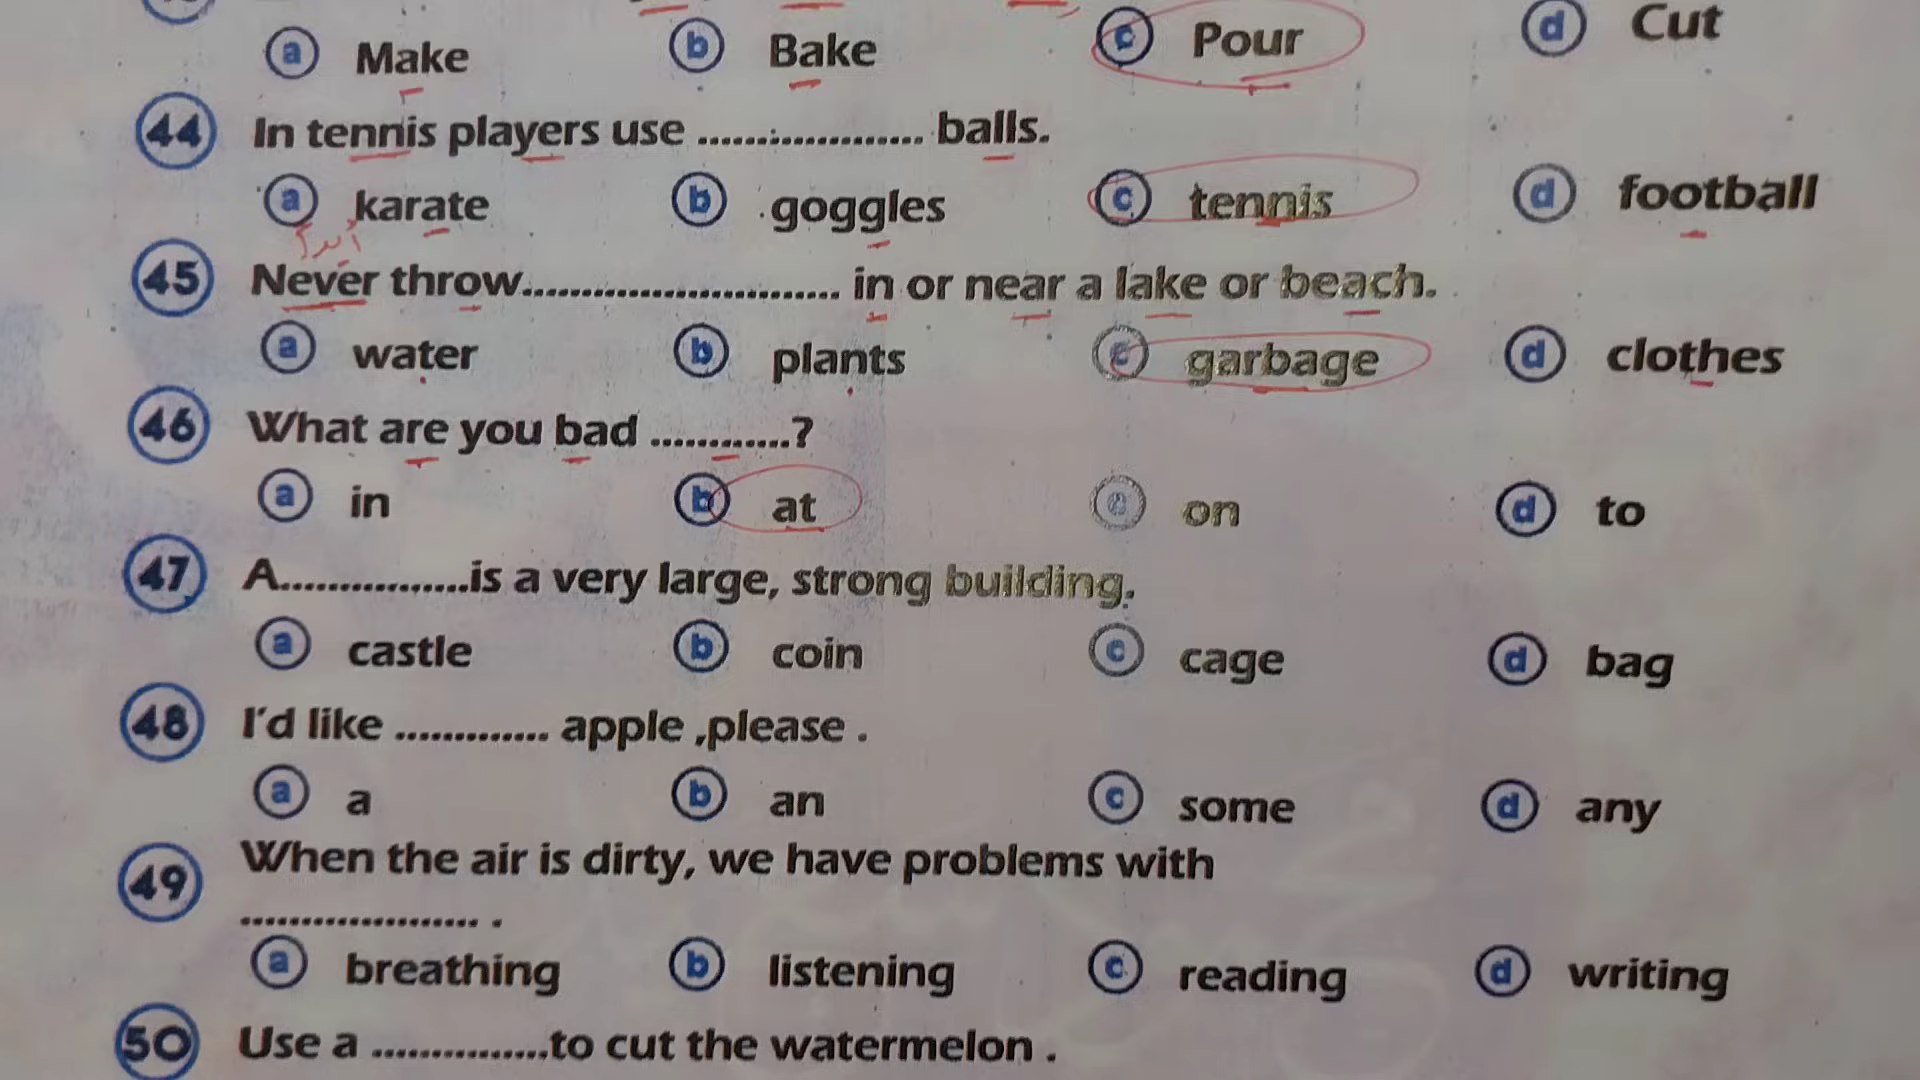 a Make b Bake c Pour d Cut
44 In tennis players use ...................... balls.
a karate b goggles c tennis d football
أبداً
45 Never throw........................... in or near a lake or beach.
a water b plants c garbage d clothes
46 What are you bad ............?
a in b at c on d to
47 A................is a very large, strong building.
a castle b coin c cage d bag
48 I'd like ............. apple ,please .
a a b an c some d any
49 When the air is dirty, we have problems with
.................... .
a breathing b listening c reading d writing
50 Use a ...............to cut the watermelon .